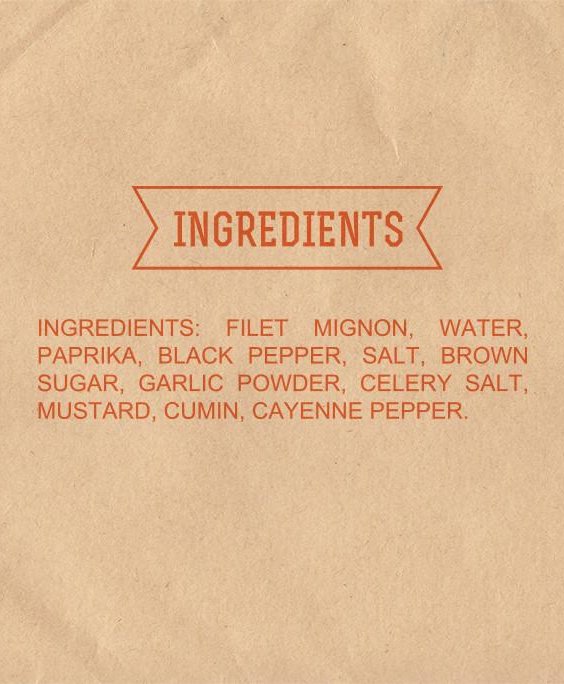 INGREDIENTS
INGREDIENTS: FILET MIGNON, WATER,
PAPRIKA, BLACK PEPPER, SALT, BROWN
SUGAR, GARLIC POWDER, CELERY SALT,
MUSTARD, CUMIN, CAYENNE PEPPER.